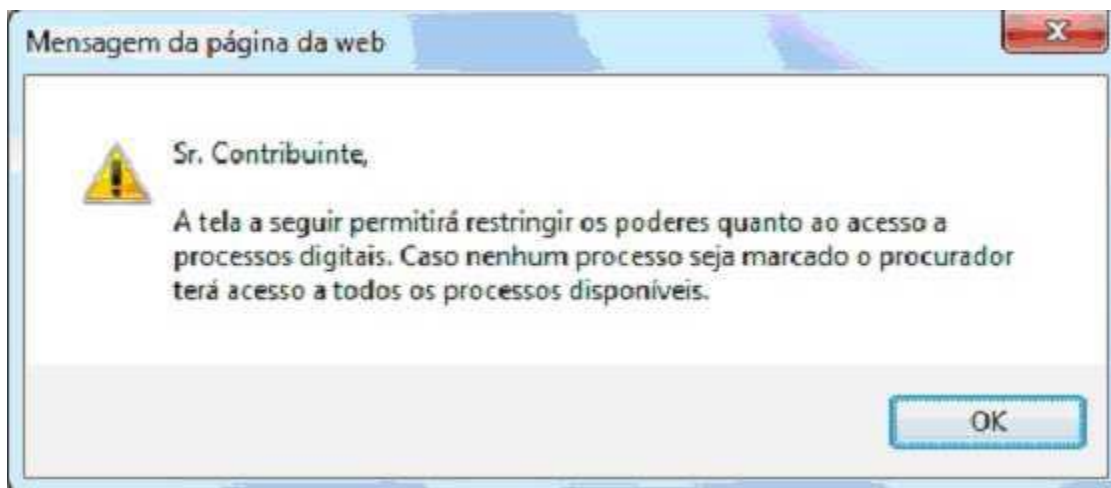 Mensagem da página da web
Sr. Contribuinte,
A tela a seguir permitirá restringir os poderes quanto ao acesso a
processos digitais. Caso nenhum processo seja marcado o procurador
terá acesso a todos os processos disponíveis.
OK